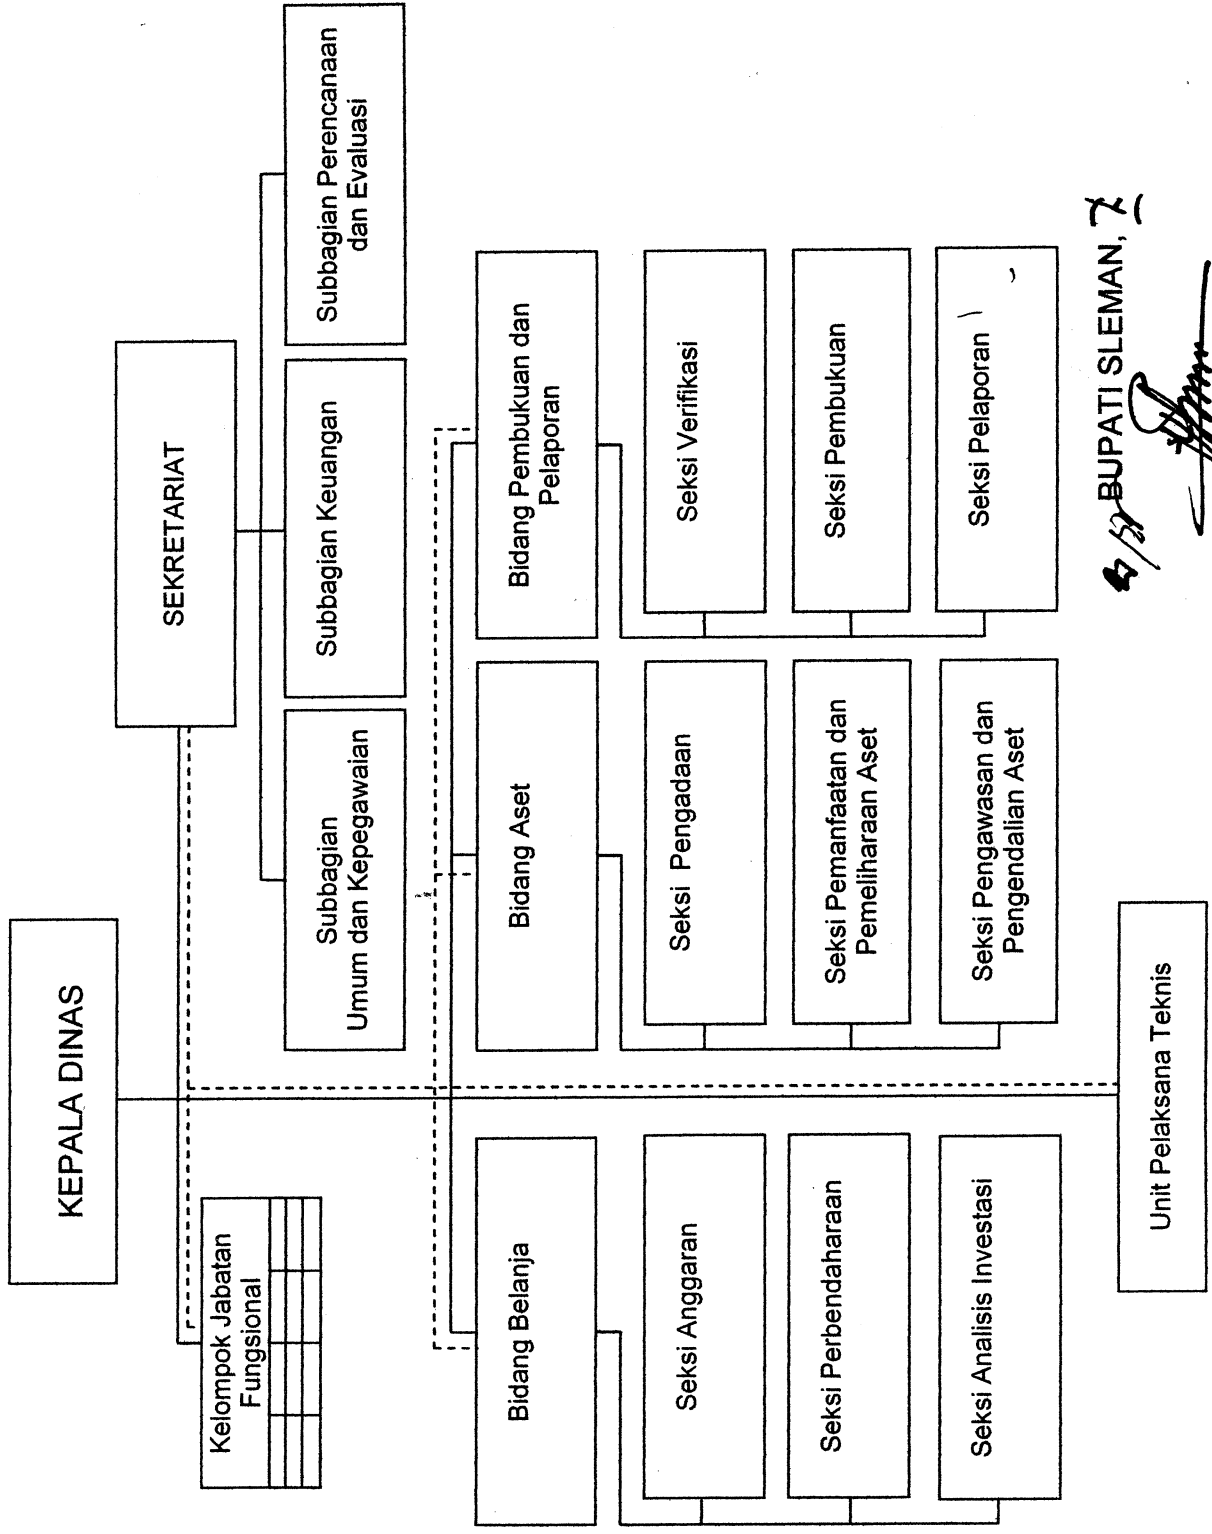 KEPALA DINAS
Kelompok Jabatan
Fungsional
SEKRETARIAT
Subbagian
Umum dan Kepegawaian
Subbagian Keuangan
Subbagian Perencanaan
dan Evaluasi
Bidang Belanja
Bidang Aset
Bidang Pembukuan dan
Pelaporan
Seksi Anggaran
Seksi Pengadaan
Seksi Verifikasi
Seksi Perbendaharaan
Seksi Pemanfaatan dan
Pemeliharaan Aset
Seksi Pembukuan
Seksi Analisis Investasi
Seksi Pengawasan dan
Pengendalian Aset
Seksi Pelaporan
Unit Pelaksana Teknis
BUPATI SLEMAN,